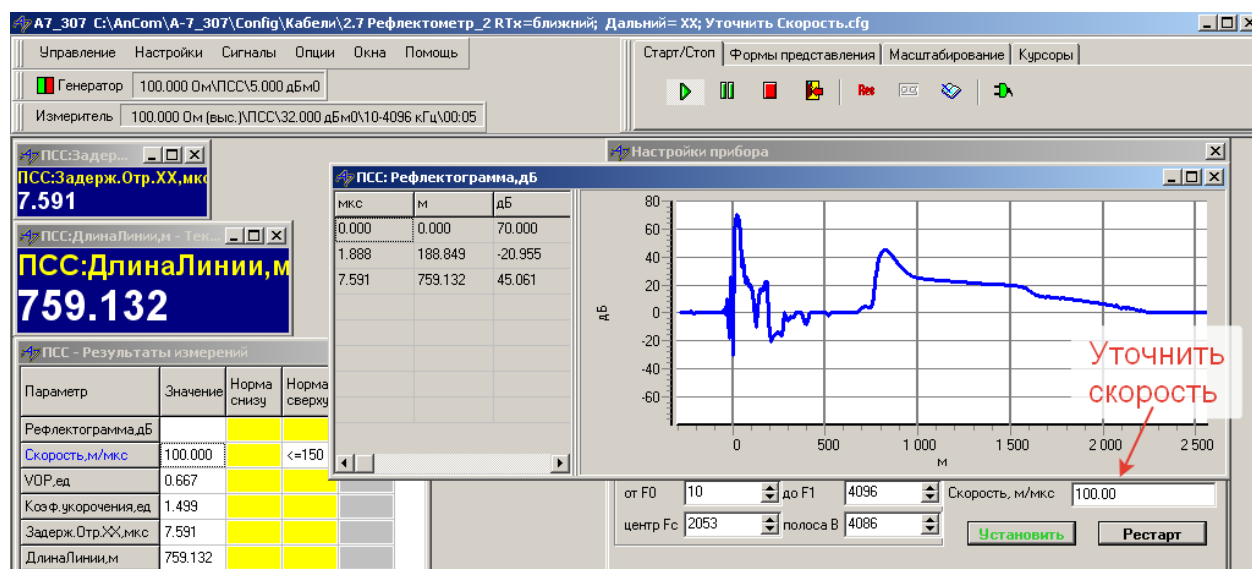 A7_307 C:\AnCom\A-7_307\Config\Кабели\2.7 Рефлектометр_2 RTx=ближний; Дальний= XX; Уточнить Скорость.cfg
Управление Настройки Сигналы Опции Окна Помощь
Генератор 100.000 Ом\ПСС\5.000 дБм0
Измеритель 100.000 Ом (выс.)\ПСС\32.000 дБм0\10-4096 кГц\00:05
Старт/Стоп Формы представления Масштабирование Курсоры
Res
ПСС:Задер...
ПСС:Задерж.Отр.XX,мкс
7.591
ПСС:ДлинаЛинии,м - Тек...
ПСС:ДлинаЛинии,м
759.132
Настройки прибора
ПСС: Рефлектограмма,дБ
мкс м дБ
0.000 0.000 70.000
1.888 188.849 -20.955
7.591 759.132 45.061
дБ
80
60
40
20
0
-20
-40
-60
0 500 1 000 1 500 2 000 2 500
м
Уточнить
скорость
ПСС - Результаты измерений
Параметр Значение Норма снизу Норма сверху
Рефлектограмма,дБ
Скорость,м/мкс 100.000 <=150
VOP,ед 0.667
Коэф.укорочения,ед 1.499
Задерж.Отр.XX,мкс 7.591
ДлинаЛинии,м 759.132
от F0 10 до F1 4096 Скорость, м/мкс 100.00
центр Fc 2053 полоса B 4086 Установить Рестарт